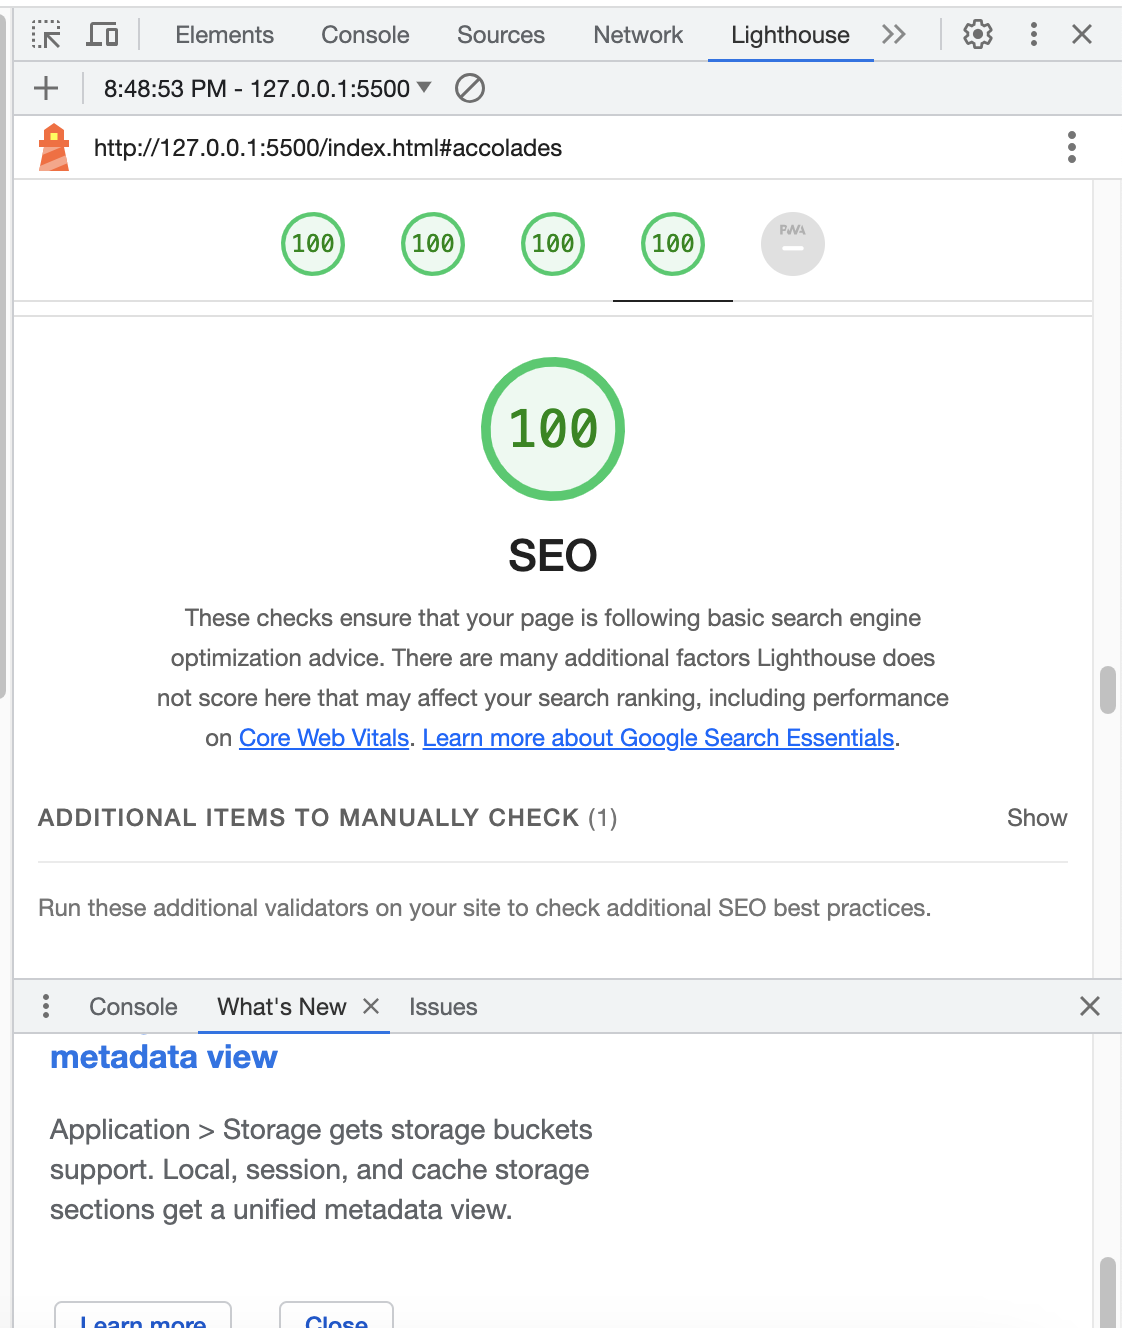 Elements Console Sources Network Lighthouse
8:48:53 PM - 127.0.0.1:5500
http://127.0.0.1:5500/index.html#accolades
100 100 100 100 PWA
100
SEO
These checks ensure that your page is following basic search engine
optimization advice. There are many additional factors Lighthouse does
not score here that may affect your search ranking, including performance
on Core Web Vitals. Learn more about Google Search Essentials.
ADDITIONAL ITEMS TO MANUALLY CHECK (1) Show
Run these additional validators on your site to check additional SEO best practices.
Console What's New Issues
metadata view
Application > Storage gets storage buckets
support. Local, session, and cache storage
sections get a unified metadata view.
Learn more Close